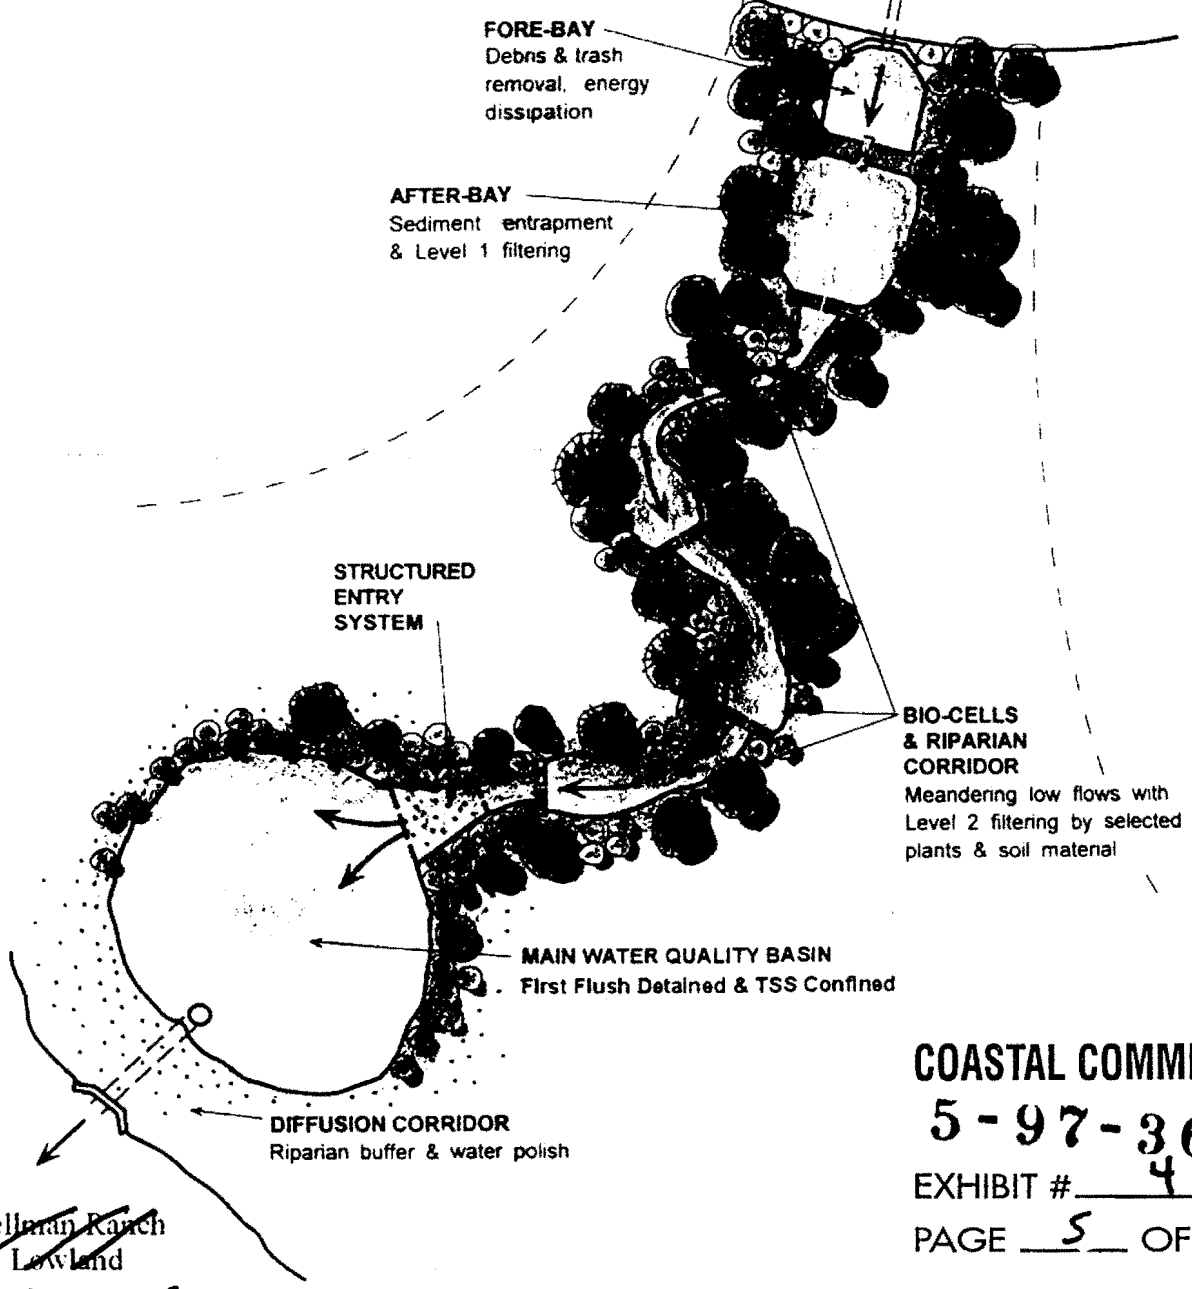 FORE-BAY
Debris & trash
removal, energy
dissipation
AFTER-BAY
Sediment entrapment
& Level 1 filtering
STRUCTURED
ENTRY
SYSTEM
BIO-CELLS
& RIPARIAN
CORRIDOR
Meandering low flows with
Level 2 filtering by selected
plants & soil material
MAIN WATER QUALITY BASIN
First Flush Detained & TSS Confined
DIFFUSION CORRIDOR
Riparian buffer & water polish
COASTAL COMM
5-97-36
EXHIBIT # 4
PAGE 5 OF
ellman Ranch
Lowland